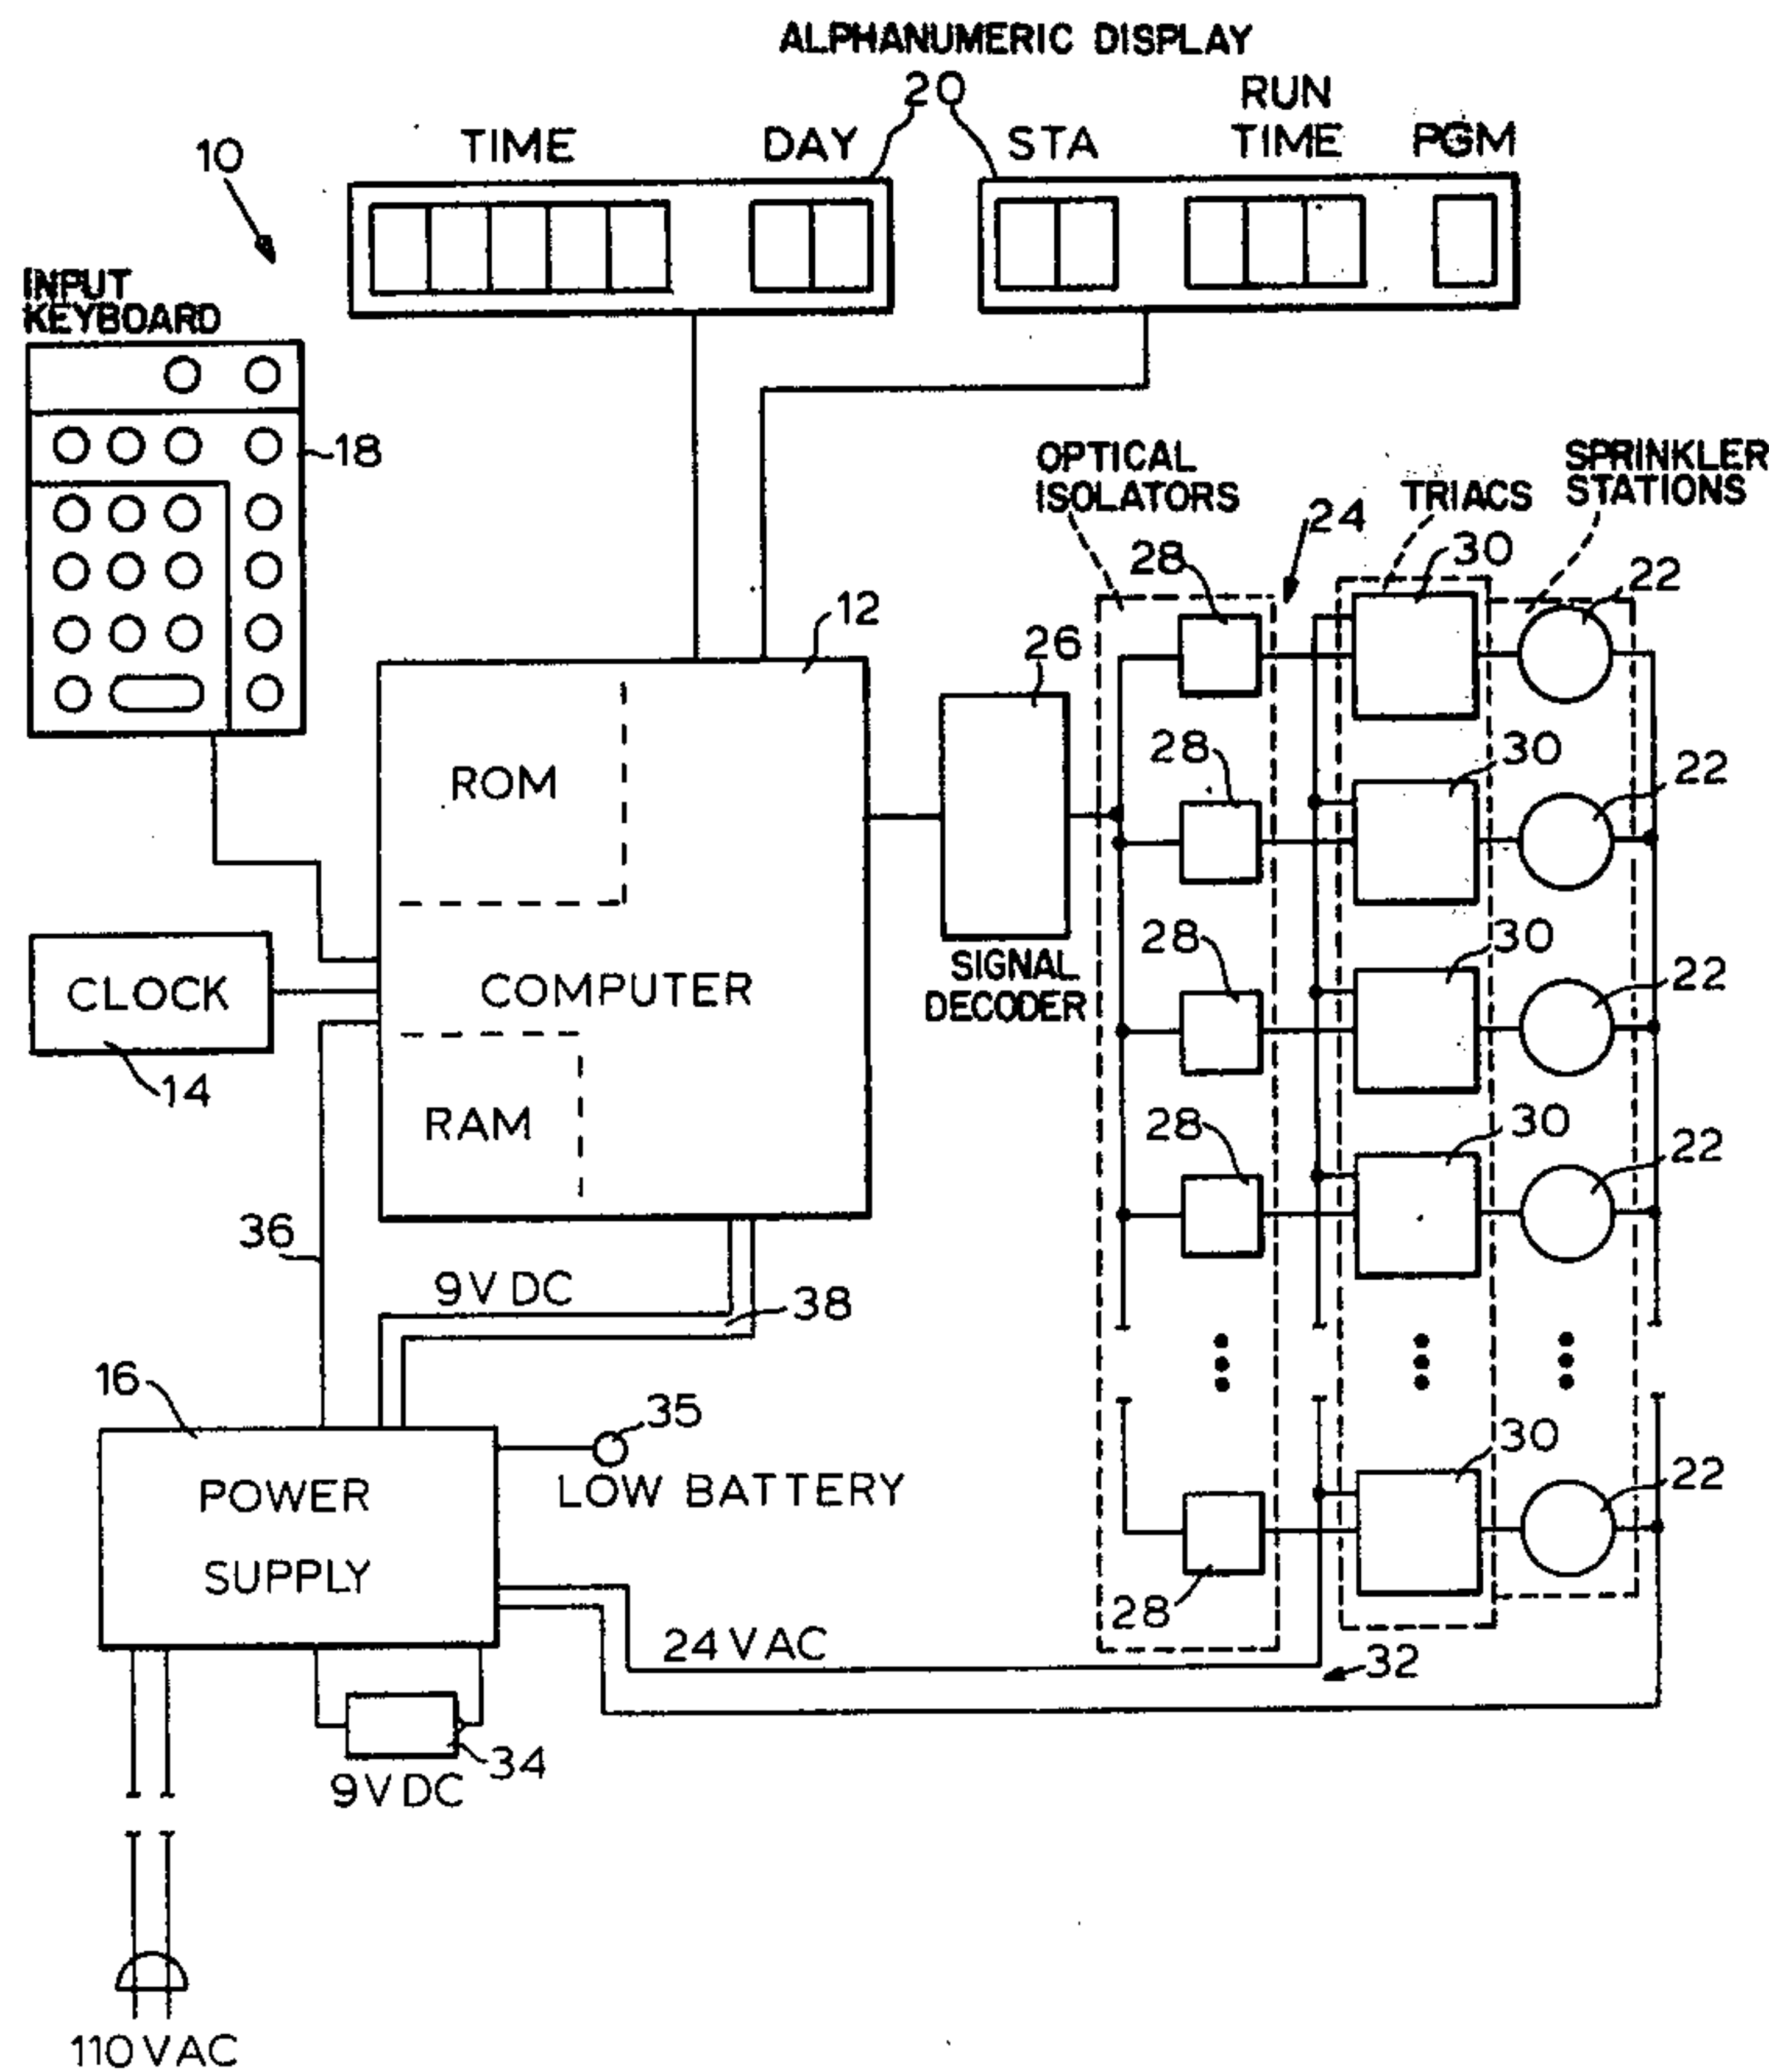 ALPHANUMERIC DISPLAY
20
10
TIME
DAY
STA
RUN
TIME
PGM
INPUT
KEYBOARD
18
OPTICAL
ISOLATORS
24
TRIACS
SPRINKLER
STATIONS
12
26
28
30
22
ROM
28
30
22
28
30
22
SIGNAL
DECODER
CLOCK
COMPUTER
14
RAM
28
30
22
36
9V DC
38
16
35
LOW BATTERY
30
22
POWER
SUPPLY
28
24 VAC
32
34
9V DC
110 VAC